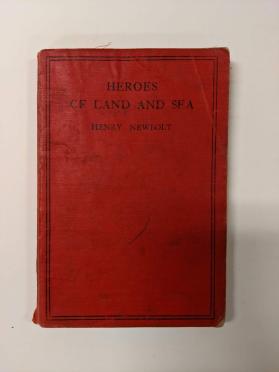 HEROES
OF LAND AND SEA
HENRY NEWBOLT